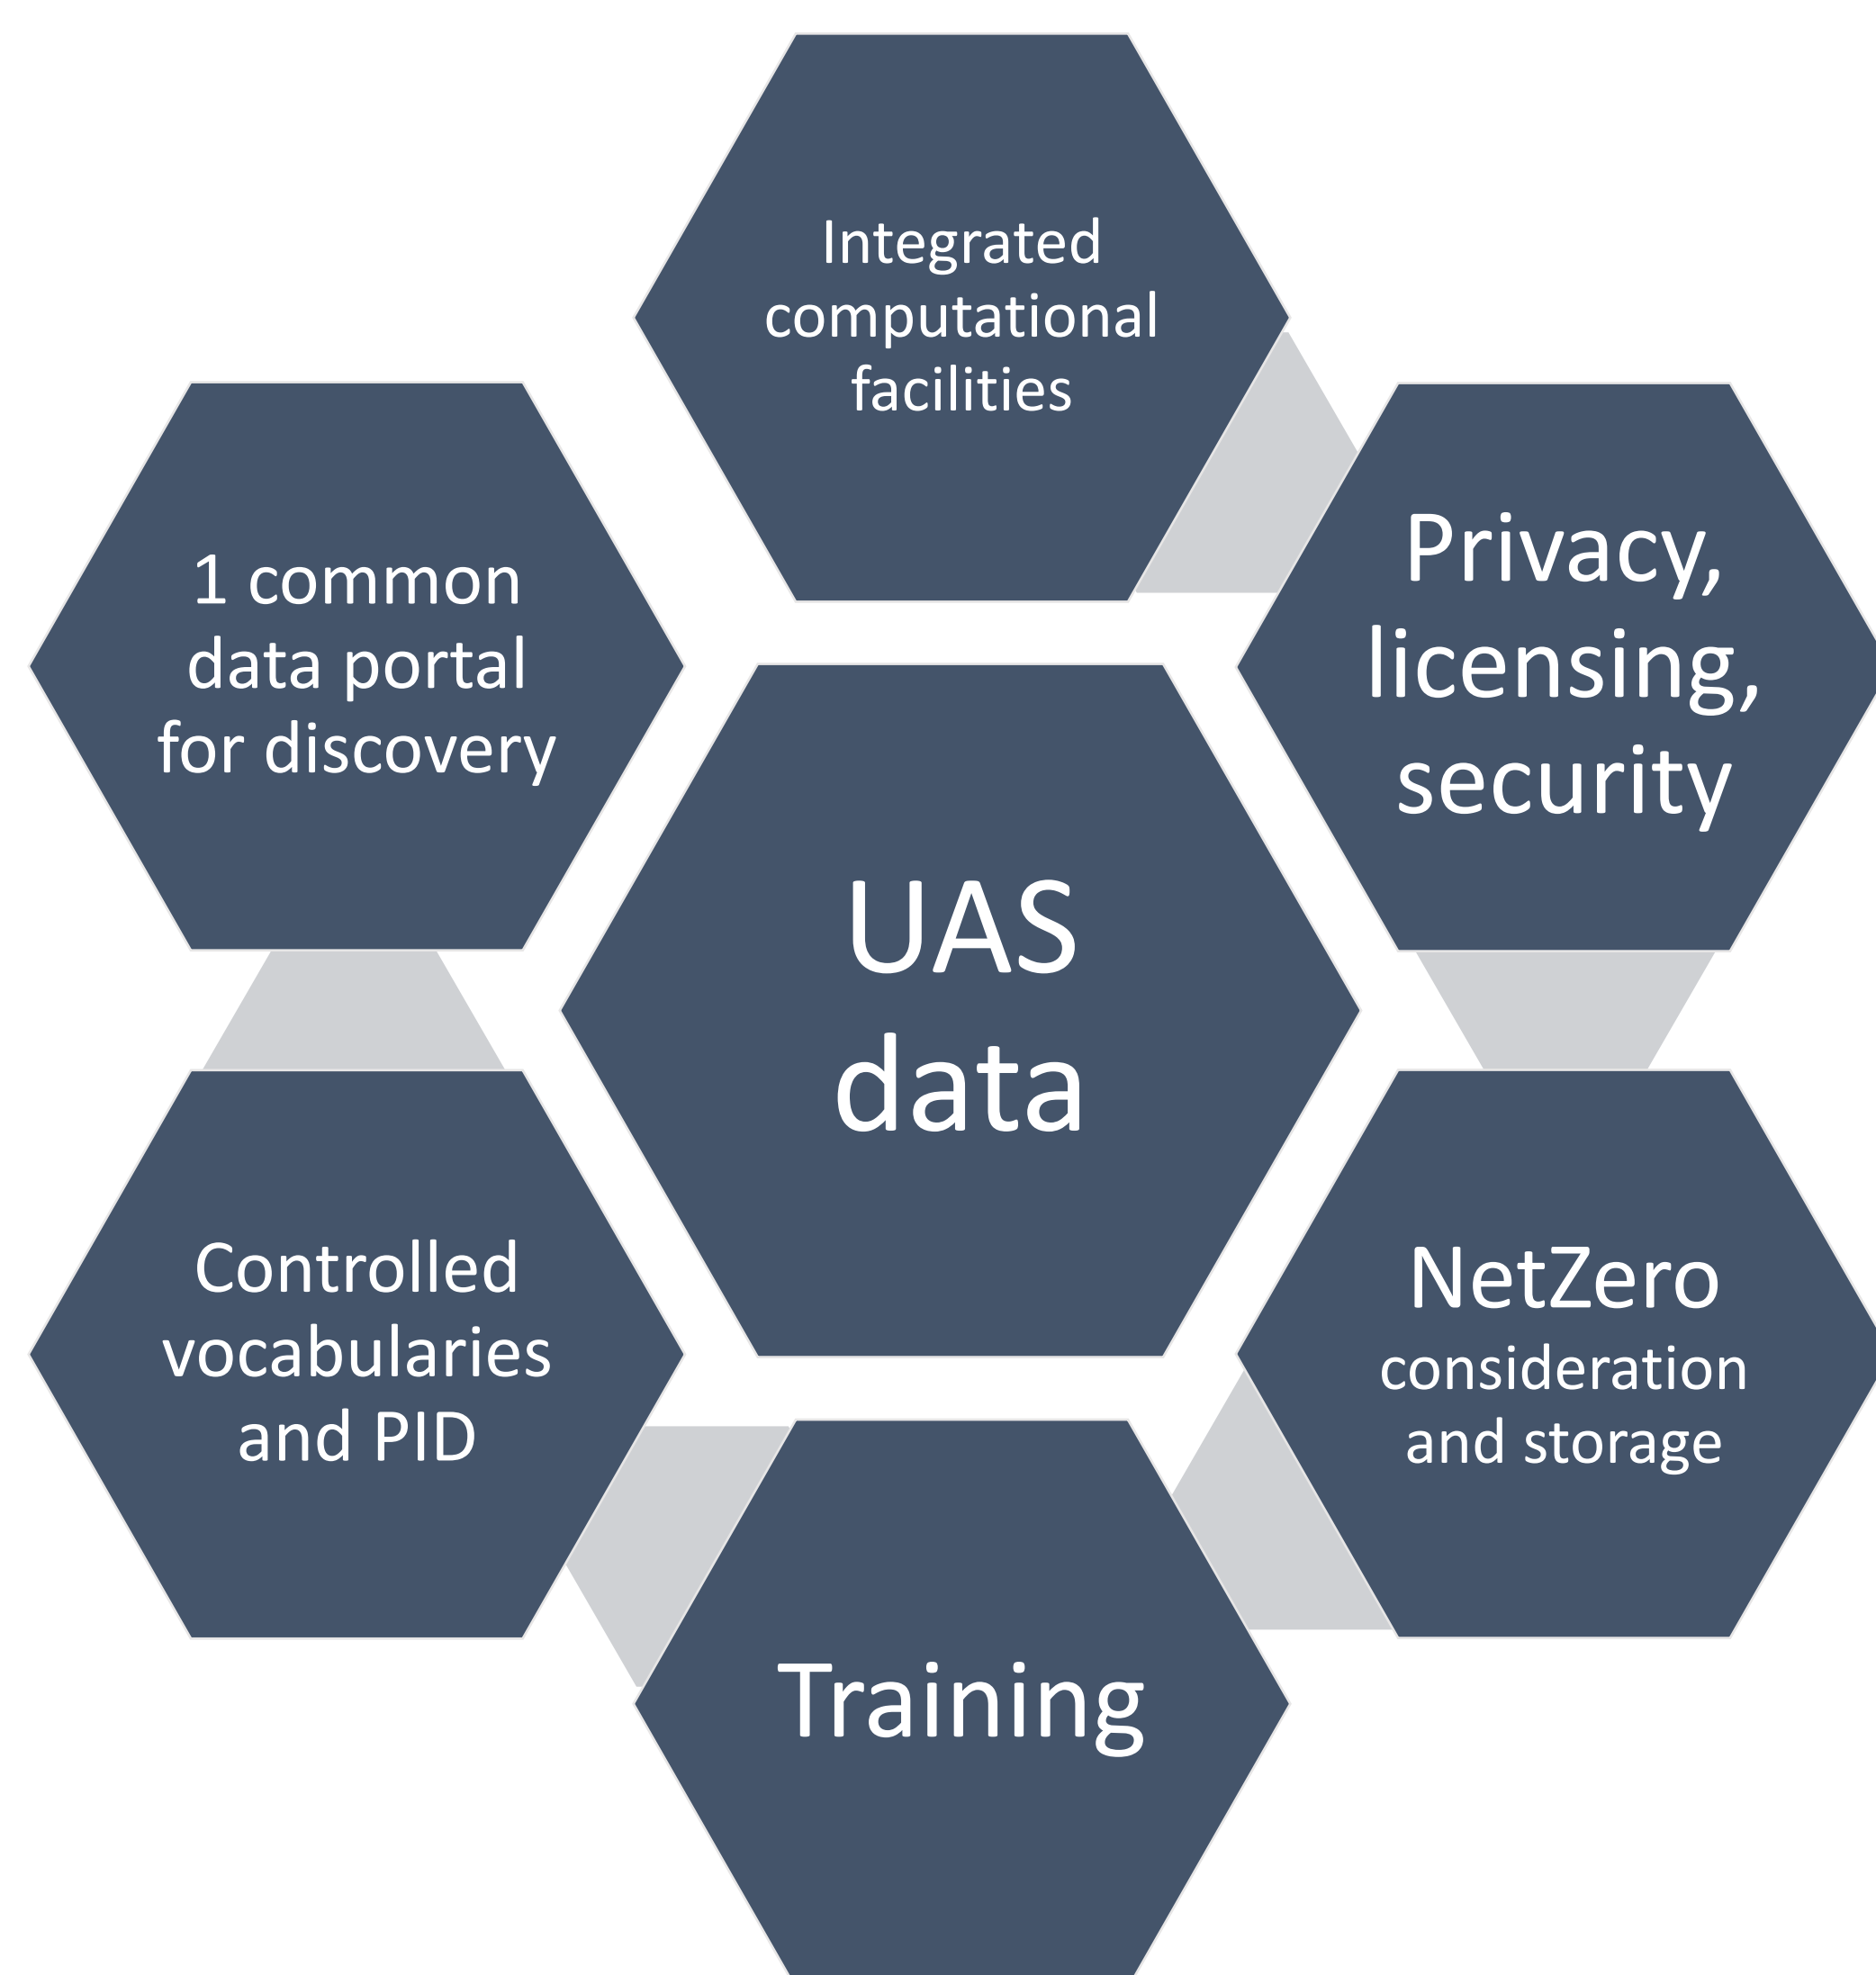 Integrated
computational
facilities
1 common
data portal
for discovery
Privacy,
licensing,
security
UAS
data
Controlled
vocabularies
and PID
NetZero
consideration
and storage
Training